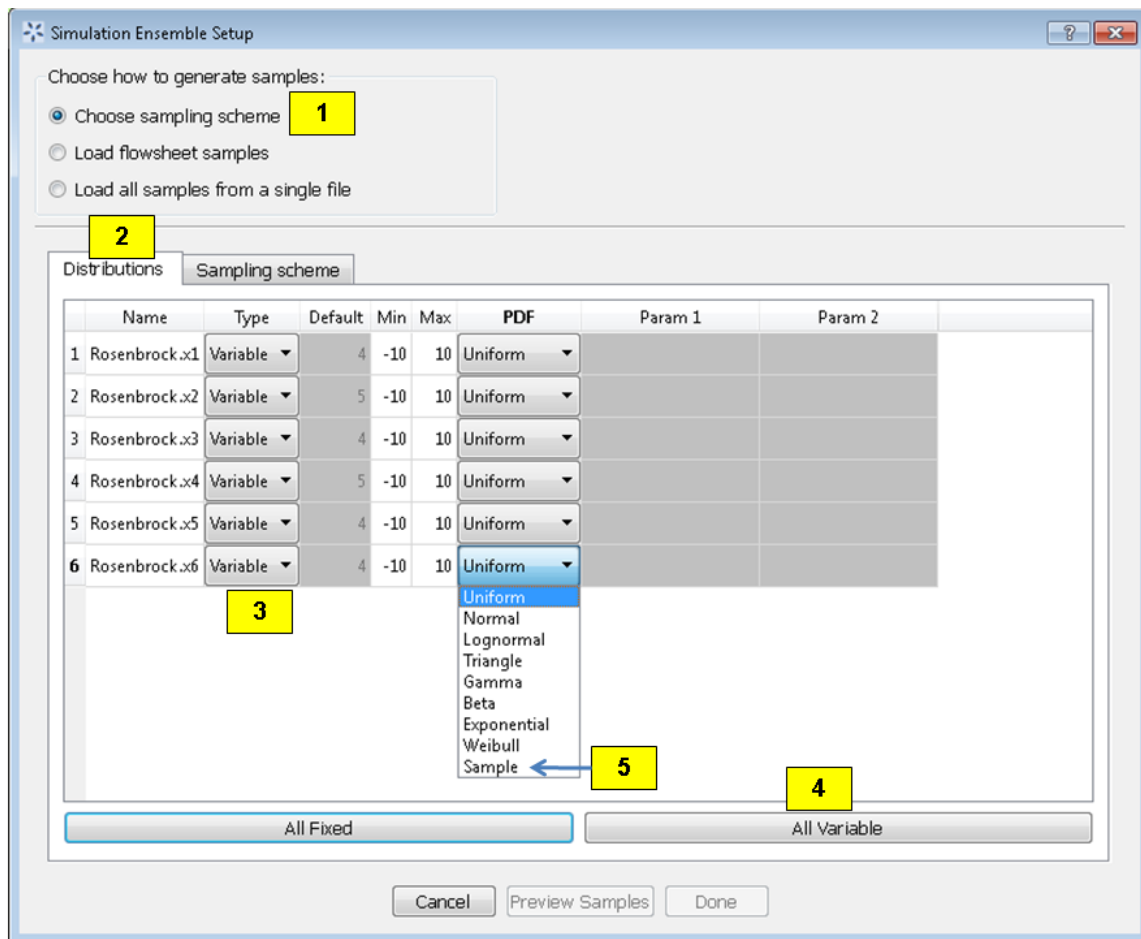 Simulation Ensemble Setup
Choose how to generate samples:
Choose sampling scheme 1
Load flowsheet samples
Load all samples from a single file
2
Distributions Sampling scheme
Name Type Default Min Max PDF Param 1 Param 2
1 Rosenbrock.x1 Variable 4 -10 10 Uniform
2 Rosenbrock.x2 Variable 5 -10 10 Uniform
3 Rosenbrock.x3 Variable 4 -10 10 Uniform
4 Rosenbrock.x4 Variable 5 -10 10 Uniform
5 Rosenbrock.x5 Variable 4 -10 10 Uniform
6 Rosenbrock.x6 Variable 4 -10 10 Uniform
3
Uniform
Normal
Lognormal
Triangle
Gamma
Beta
Exponential
Weibull
Sample 5
4
All Fixed All Variable
Cancel Preview Samples Done